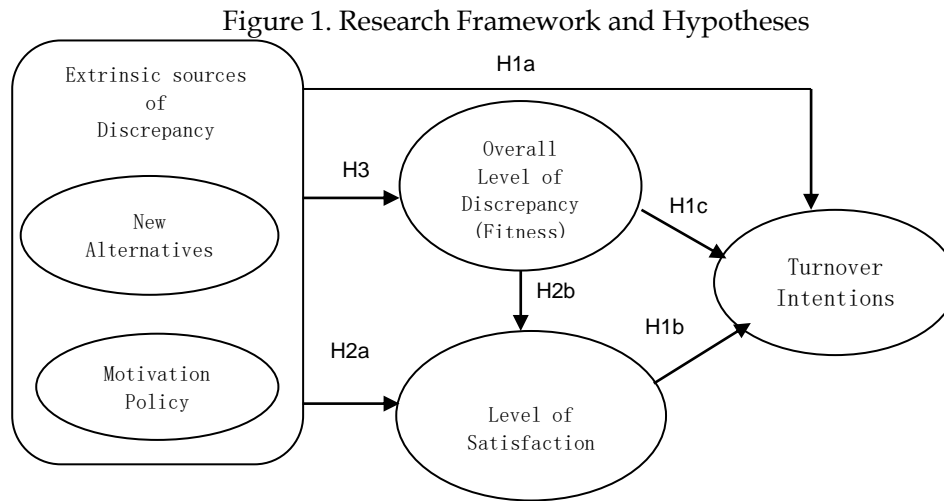 Figure 1. Research Framework and Hypotheses
Extrinsic sources
of
Discrepancy
New
Alternatives
Motivation
Policy
H1a
H3
H2a
Overall
Level of
Discrepancy
(Fitness)
H2b
Level of
Satisfaction
H1c
H1b
Turnover
Intentions